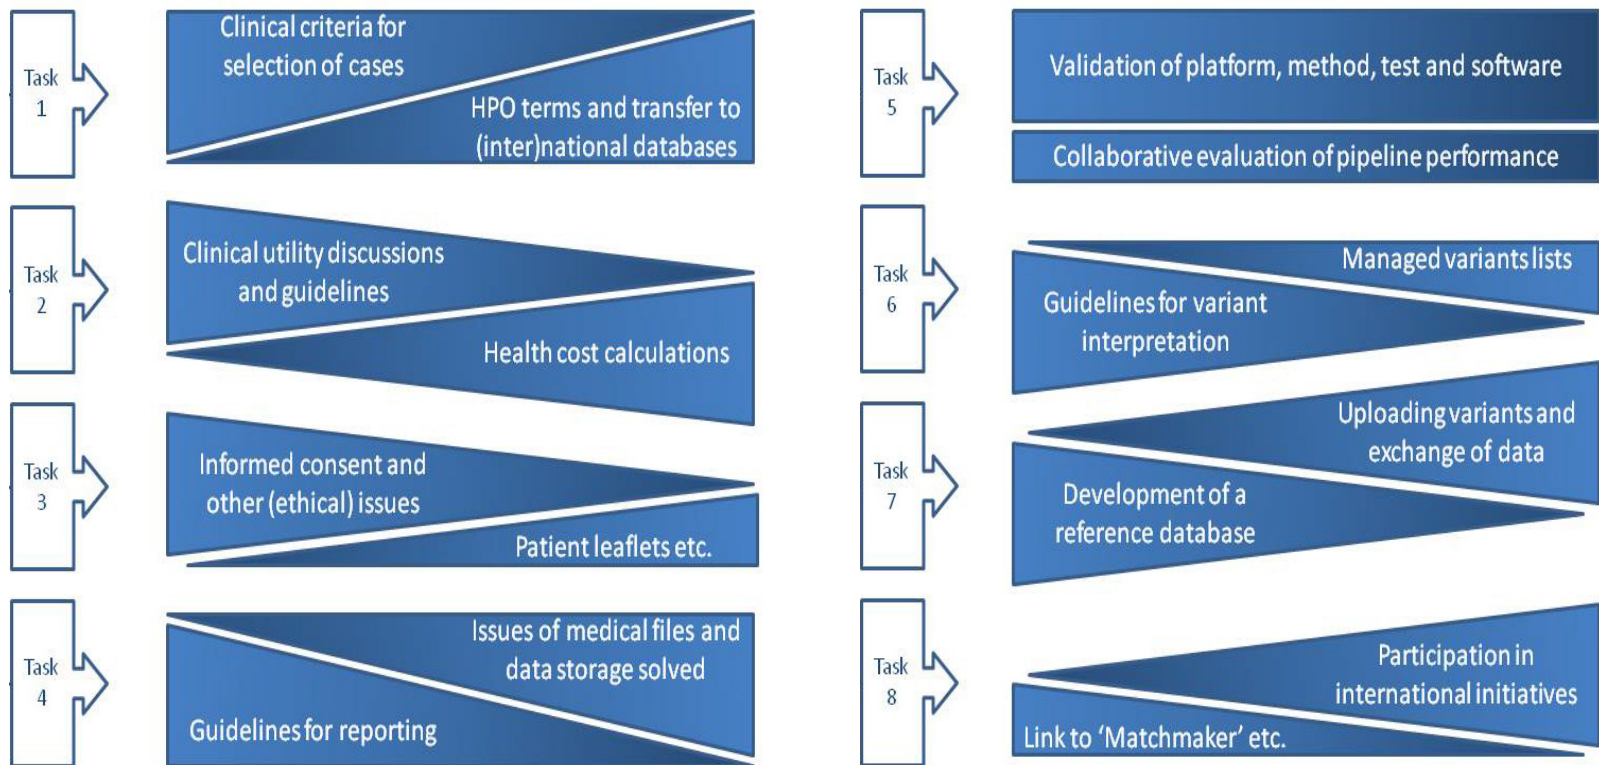 Task
1
Clinical criteria for
selection of cases
HPO terms and transfer to
(inter)national databases
Task
2
Clinical utility discussions
and guidelines
Health cost calculations
Task
3
Informed consent and
other (ethical) issues
Patient leaflets etc.
Task
4
Issues of medical files and
data storage solved
Guidelines for reporting
Task
5
Validation of platform, method, test and software
Collaborative evaluation of pipeline performance
Task
6
Managed variants lists
Guidelines for variant
interpretation
Task
7
Uploading variants and
exchange of data
Development of a
reference database
Task
8
Participation in
international initiatives
Link to ‘Matchmaker’ etc.